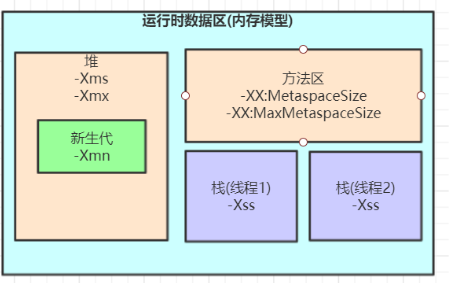 运行时数据区(内存模型)
堆
-Xms
-Xmx
新生代
-Xmn
方法区
-XX:MetaspaceSize
-XX:MaxMetaspaceSize
栈(线程1)
-Xss
栈(线程2)
-Xss